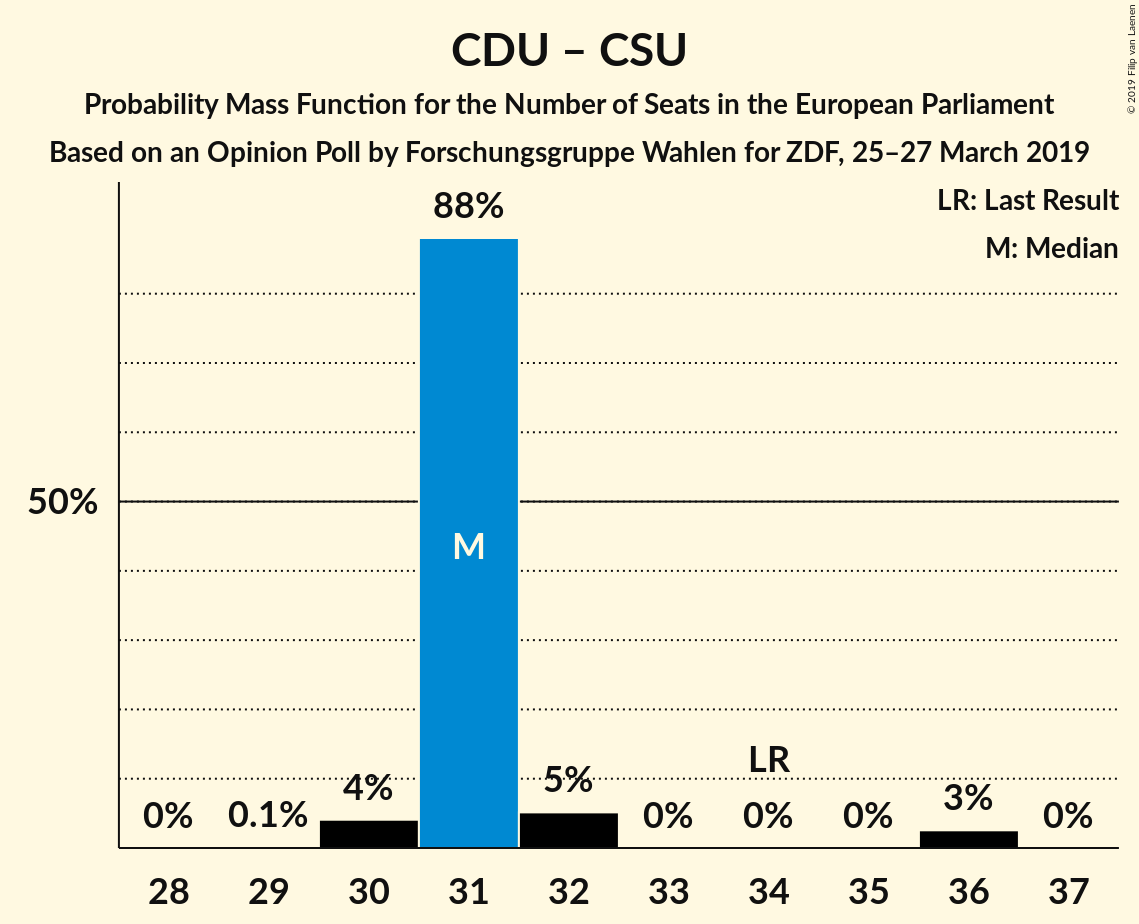 CDU – CSU
Probability Mass Function for the Number of Seats in the European Parliament
Based on an Opinion Poll by Forschungsgruppe Wahlen for ZDF, 25–27 March 2019
© 2019 Filip van Laenen
LR: Last Result
M: Median
88%
50%
M
LR
0% 0.1% 4% 5% 0% 0% 0% 3% 0%
28 29 30 31 32 33 34 35 36 37